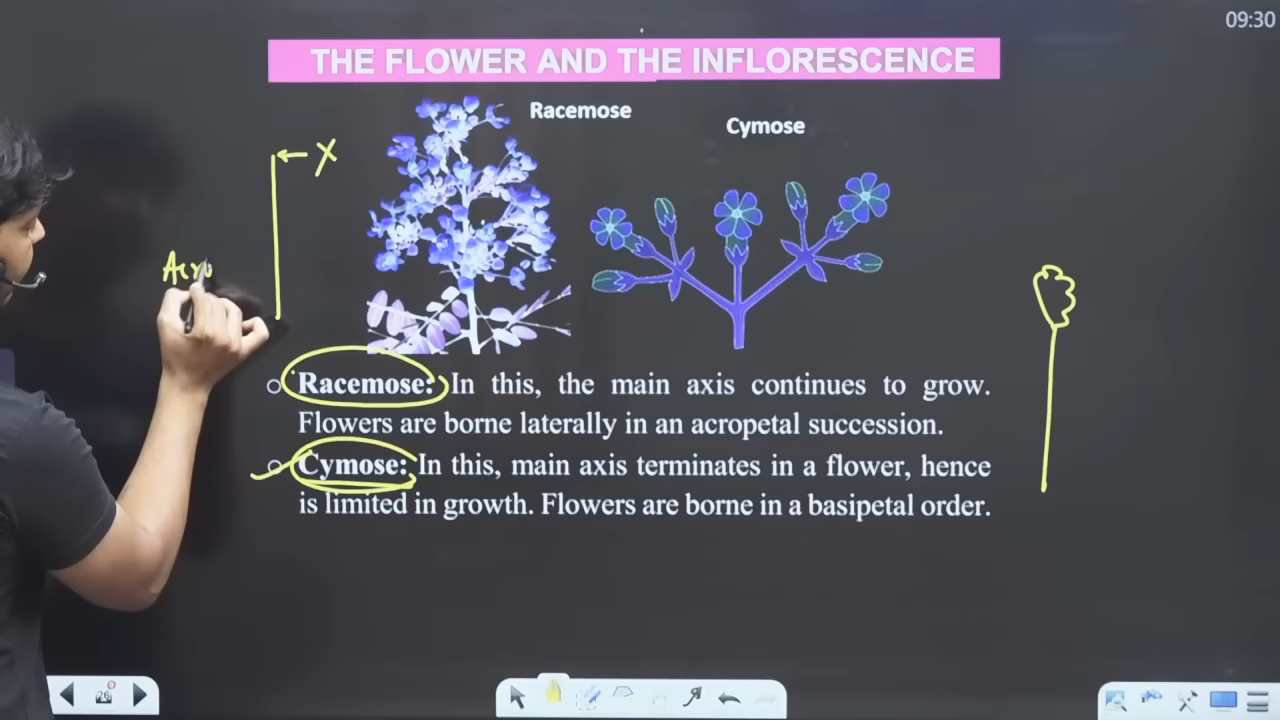 09:30
THE FLOWER AND THE INFLORESCENCE
Racemose
Cymose
X
Acr
Racemose: In this, the main axis continues to grow.
Flowers are borne laterally in an acropetal succession.
Cymose: In this, main axis terminates in a flower, hence
is limited in growth. Flowers are borne in a basipetal order.